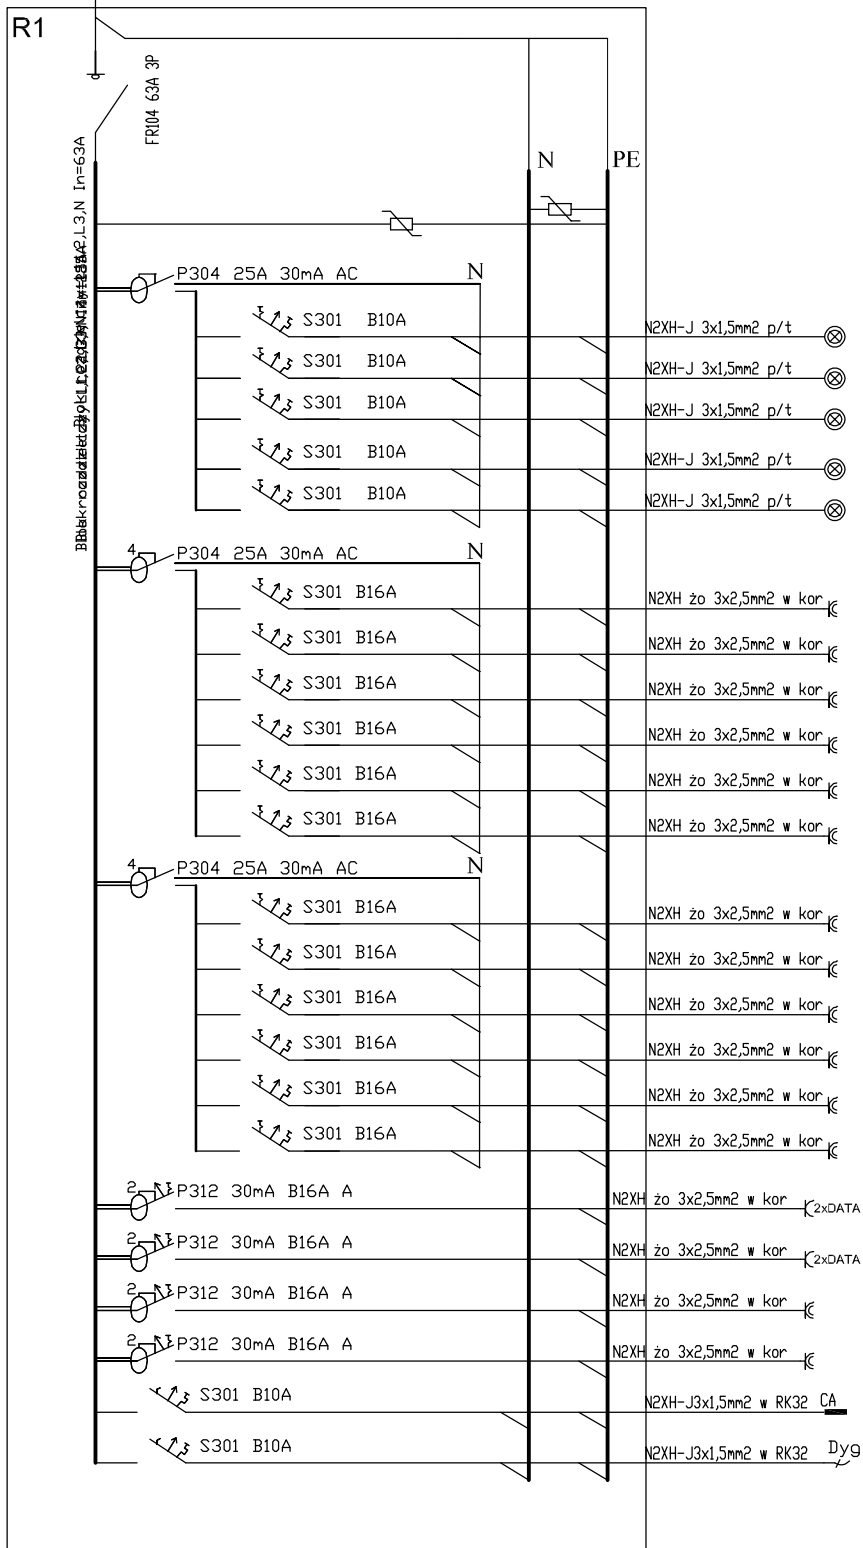 R1
FR104 63A 3P
N
PE
2,L3,N In=63A
P304 25A 30mA AC
N
S301 B10A
N2XH-J 3x1,5mm2 p/t
S301 B10A
N2XH-J 3x1,5mm2 p/t
S301 B10A
N2XH-J 3x1,5mm2 p/t
S301 B10A
N2XH-J 3x1,5mm2 p/t
S301 B10A
N2XH-J 3x1,5mm2 p/t
4
P304 25A 30mA AC
N
S301 B16A
N2XH żo 3x2,5mm2 w kor
S301 B16A
N2XH żo 3x2,5mm2 w kor
S301 B16A
N2XH żo 3x2,5mm2 w kor
S301 B16A
N2XH żo 3x2,5mm2 w kor
S301 B16A
N2XH żo 3x2,5mm2 w kor
S301 B16A
N2XH żo 3x2,5mm2 w kor
4
P304 25A 30mA AC
N
S301 B16A
N2XH żo 3x2,5mm2 w kor
S301 B16A
N2XH żo 3x2,5mm2 w kor
S301 B16A
N2XH żo 3x2,5mm2 w kor
S301 B16A
N2XH żo 3x2,5mm2 w kor
S301 B16A
N2XH żo 3x2,5mm2 w kor
S301 B16A
N2XH żo 3x2,5mm2 w kor
2
P312 30mA B16A A
N2XH żo 3x2,5mm2 w kor
2xDATA
2
P312 30mA B16A A
N2XH żo 3x2,5mm2 w kor
2xDATA
2
P312 30mA B16A A
N2XH żo 3x2,5mm2 w kor
2
P312 30mA B16A A
N2XH żo 3x2,5mm2 w kor
S301 B10A
N2XH-J3x1,5mm2 w RK32
CA
S301 B10A
N2XH-J3x1,5mm2 w RK32
Dyg